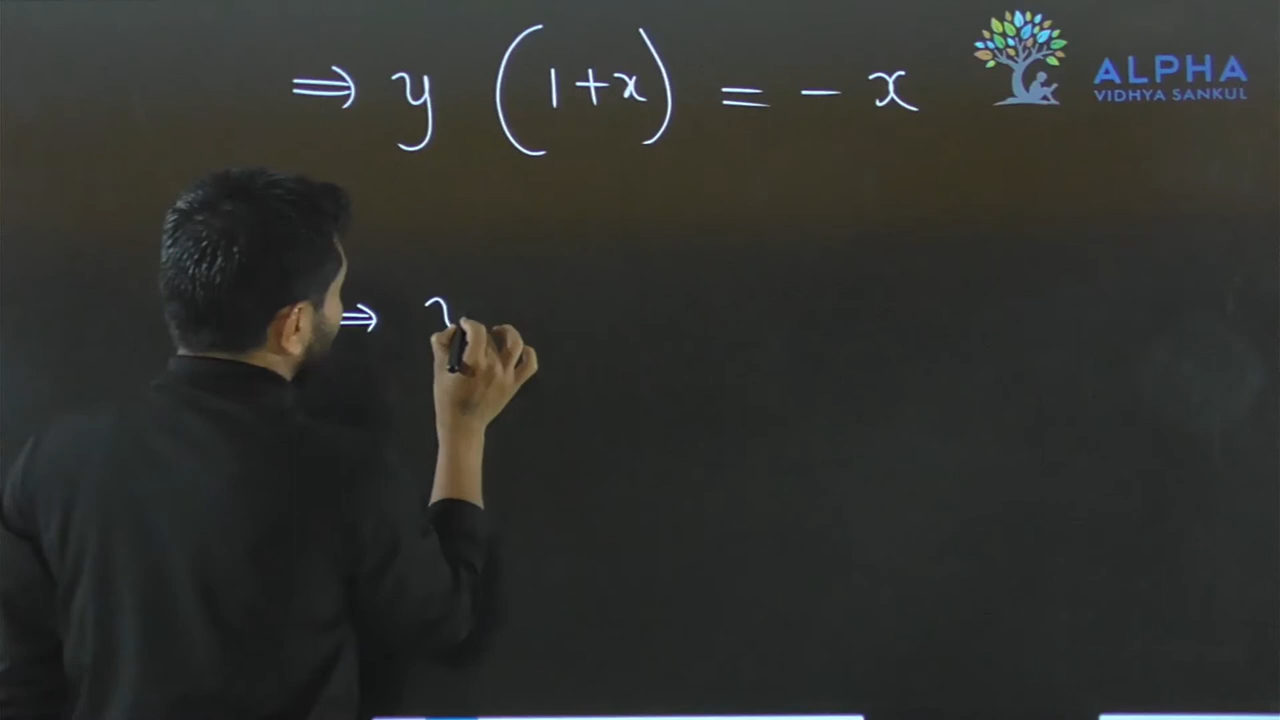 ⇒ y (1+x) = - x
ALPHA
VIDHYA SANKUL
⇒